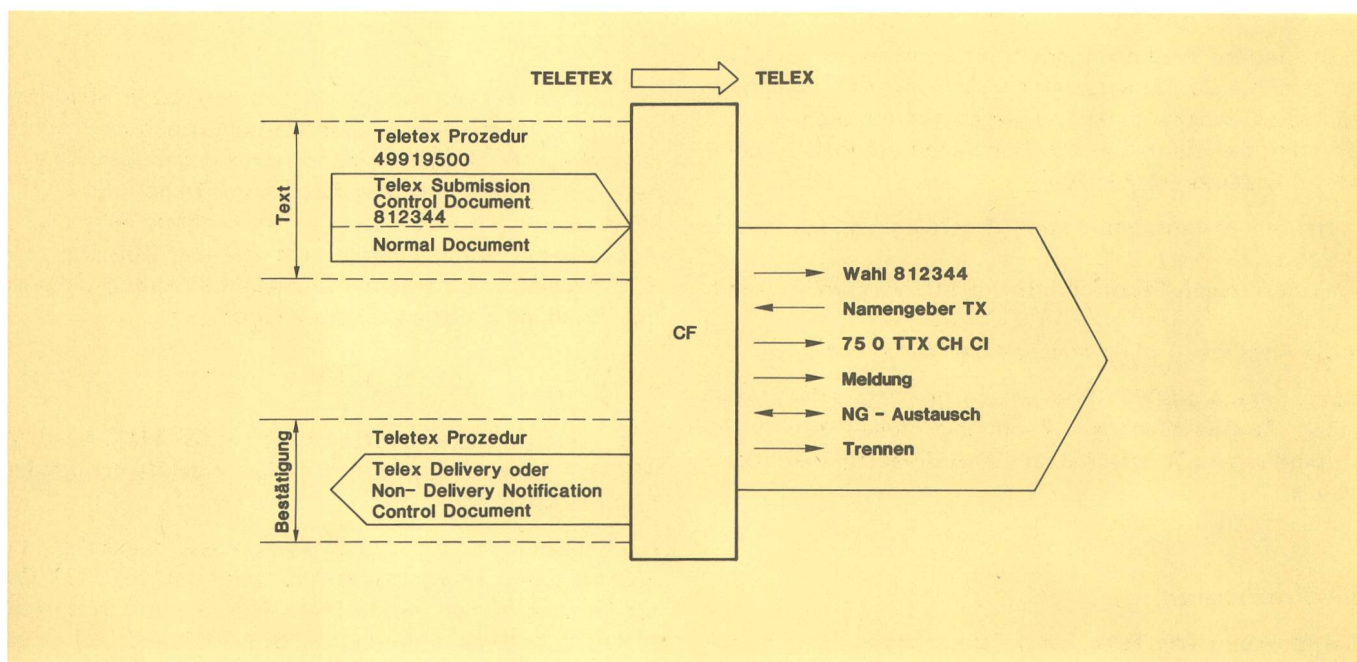 TELETEX TELEX
Teletex Prozedur
49919500
Telex Submission
Control Document
812344
Normal Document
Text
CF
Wahl 812344
Namengeber TX
75 0 TTX CH CI
Meldung
NG - Austausch
Trennen
Teletex Prozedur
Telex Delivery oder
Non- Delivery Notification
Control Document
Bestätigung